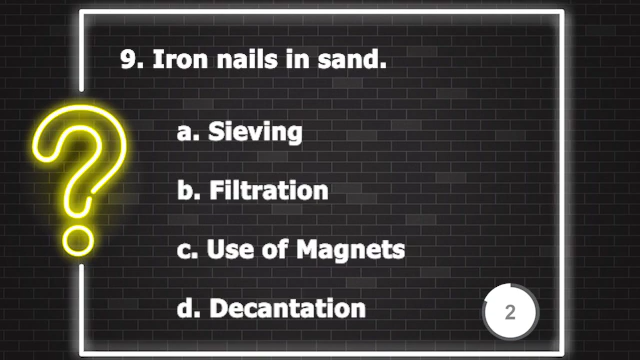 9. Iron nails in sand.
a. Sieving
b. Filtration
c. Use of Magnets
d. Decantation
2